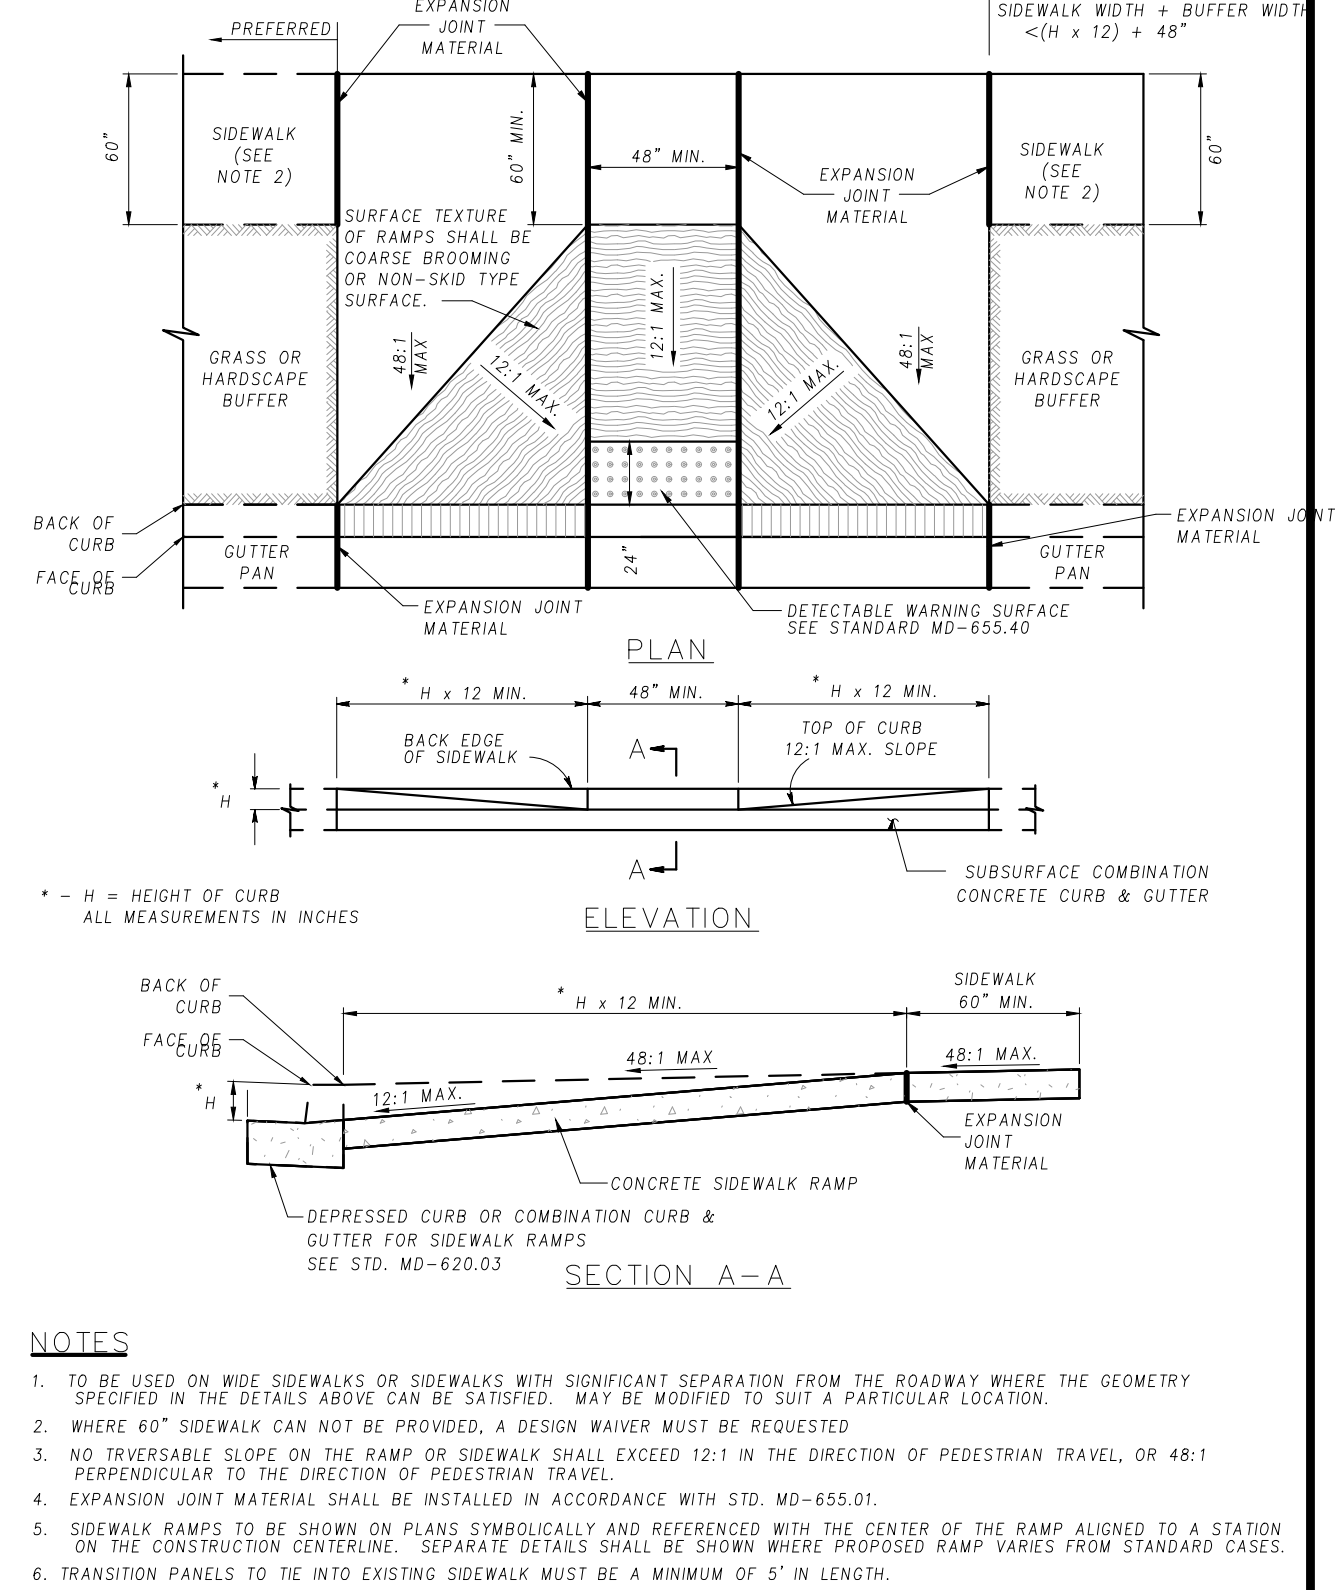 EXPANSION
JOINT
MATERIAL
PREFERRED
SIDEWALK WIDTH + BUFFER WIDTH
<(H x 12) + 48"
60"
SIDEWALK
(SEE
NOTE 2)
60" MIN.
48" MIN.
EXPANSION
JOINT
MATERIAL
SIDEWALK
(SEE
NOTE 2)
60"
SURFACE TEXTURE
OF RAMPS SHALL BE
COARSE BROOMING
OR NON-SKID TYPE
SURFACE.
GRASS OR
HARDSCAPE
BUFFER
48:1
MAX
12:1 MAX.
12:1 MAX.
12:1 MAX.
48:1
MAX
GRASS OR
HARDSCAPE
BUFFER
BACK OF
CURB
FACE OF
CURB
GUTTER
PAN
24"
GUTTER
PAN
EXPANSION JOINT
MATERIAL
EXPANSION JOINT
MATERIAL
DETECTABLE WARNING SURFACE
SEE STANDARD MD-655.40
PLAN
* H x 12 MIN.
48" MIN.
* H x 12 MIN.
BACK EDGE
OF SIDEWALK
A
TOP OF CURB
12:1 MAX. SLOPE
* H
A
SUBSURFACE COMBINATION
CONCRETE CURB & GUTTER
* - H = HEIGHT OF CURB
ALL MEASUREMENTS IN INCHES
ELEVATION
BACK OF
CURB
FACE OF
CURB
* H x 12 MIN.
SIDEWALK
60" MIN.
48:1 MAX
48:1 MAX.
* H
12:1 MAX.
EXPANSION
JOINT
MATERIAL
CONCRETE SIDEWALK RAMP
DEPRESSED CURB OR COMBINATION CURB &
GUTTER FOR SIDEWALK RAMPS
SEE STD. MD-620.03
SECTION A-A
NOTES
1. TO BE USED ON WIDE SIDEWALKS OR SIDEWALKS WITH SIGNIFICANT SEPARATION FROM THE ROADWAY WHERE THE GEOMETRY
SPECIFIED IN THE DETAILS ABOVE CAN BE SATISFIED. MAY BE MODIFIED TO SUIT A PARTICULAR LOCATION.
2. WHERE 60" SIDEWALK CAN NOT BE PROVIDED, A DESIGN WAIVER MUST BE REQUESTED
3. NO TRVERSABLE SLOPE ON THE RAMP OR SIDEWALK SHALL EXCEED 12:1 IN THE DIRECTION OF PEDESTRIAN TRAVEL, OR 48:1
PERPENDICULAR TO THE DIRECTION OF PEDESTRIAN TRAVEL.
4. EXPANSION JOINT MATERIAL SHALL BE INSTALLED IN ACCORDANCE WITH STD. MD-655.01.
5. SIDEWALK RAMPS TO BE SHOWN ON PLANS SYMBOLICALLY AND REFERENCED WITH THE CENTER OF THE RAMP ALIGNED TO A STATION
ON THE CONSTRUCTION CENTERLINE. SEPARATE DETAILS SHALL BE SHOWN WHERE PROPOSED RAMP VARIES FROM STANDARD CASES.
6. TRANSITION PANELS TO TIE INTO EXISTING SIDEWALK MUST BE A MINIMUM OF 5' IN LENGTH.